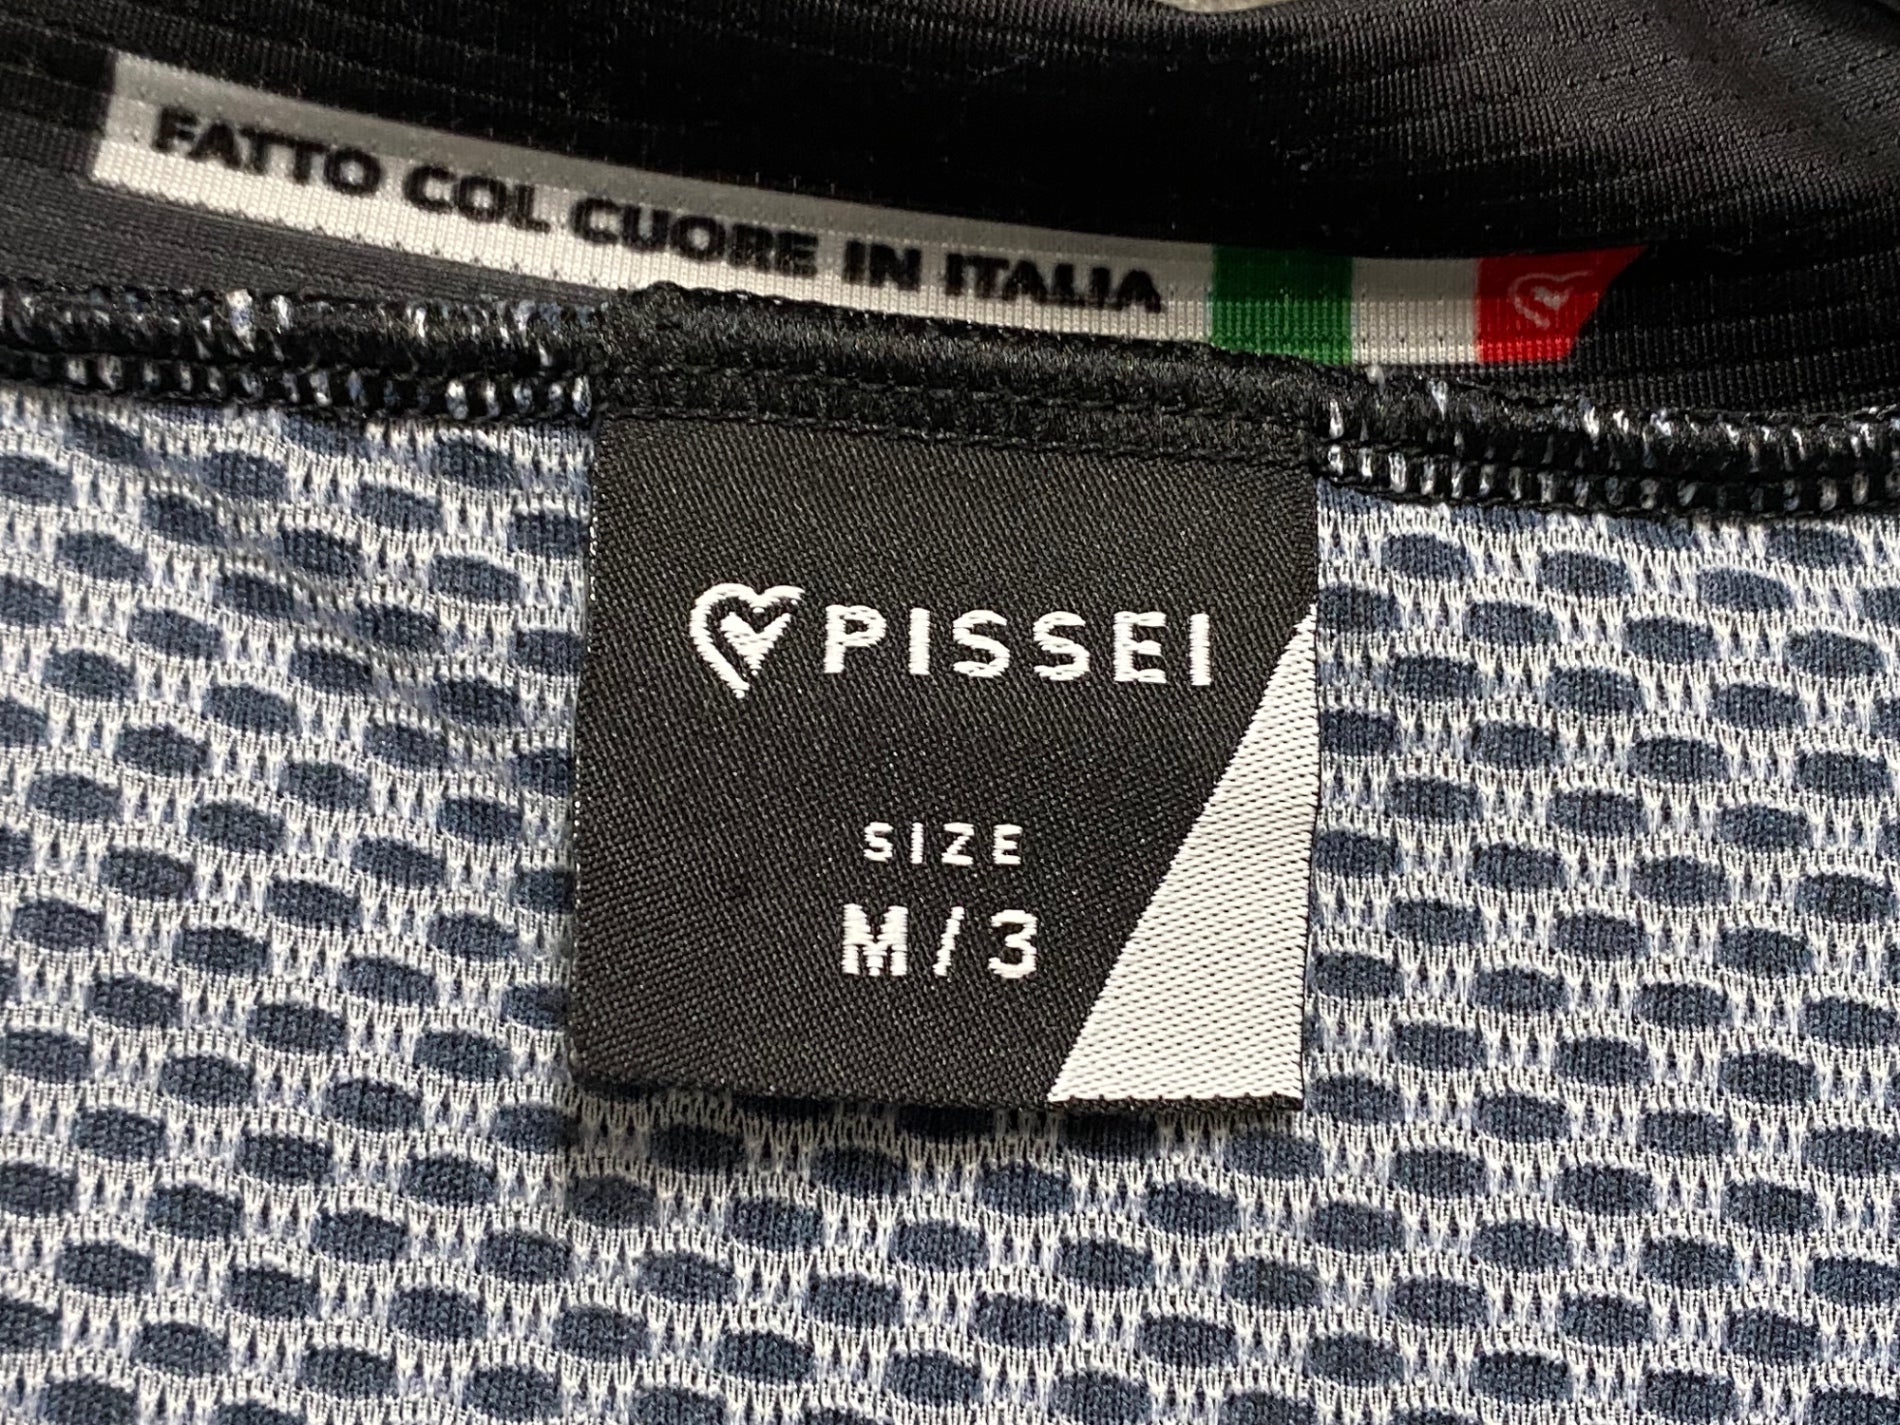 FATTO COL CUORE IN ITALIA
PISSEI
SIZE
M/3